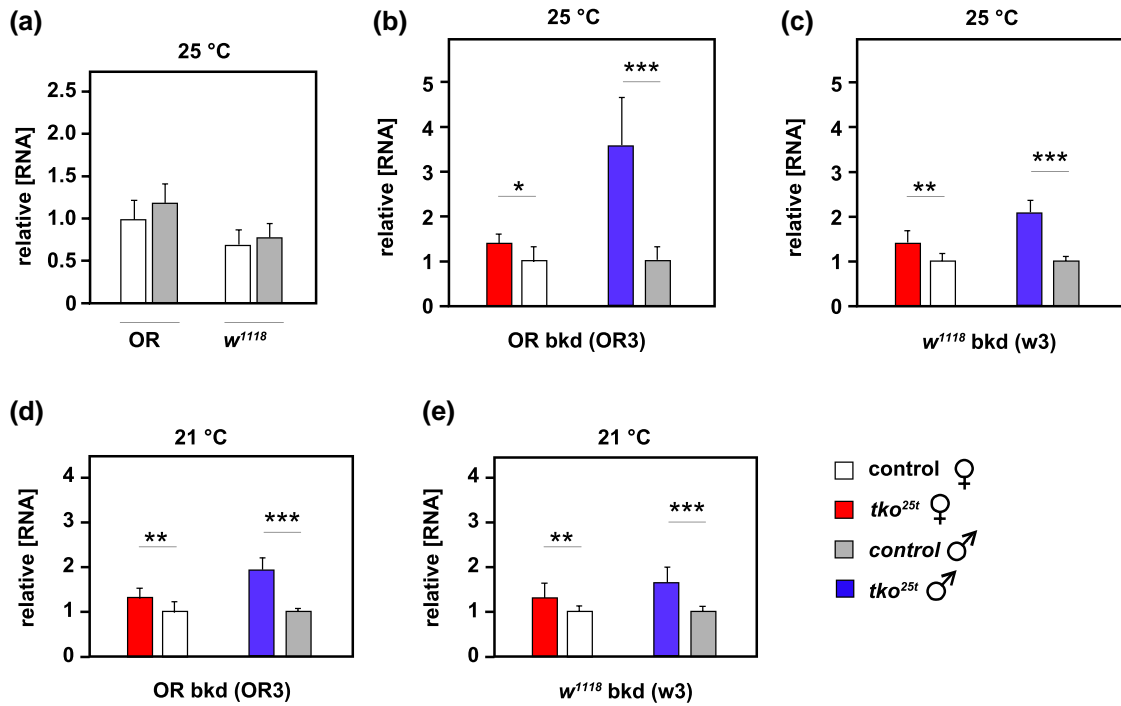 (a)
25 °C
relative [RNA]
2.5
2.0
1.5
1.0
0.5
0
OR
w1118
(b)
25 °C
relative [RNA]
5
4
3
2
1
0
*
***
OR bkd (OR3)
(c)
25 °C
relative [RNA]
5
4
3
2
1
0
**
***
w1118 bkd (w3)
(d)
21 °C
relative [RNA]
4
3
2
1
0
**
***
OR bkd (OR3)
(e)
21 °C
relative [RNA]
4
3
2
1
0
**
***
w1118 bkd (w3)
control ♀
tko25t ♀
control ♂
tko25t ♂